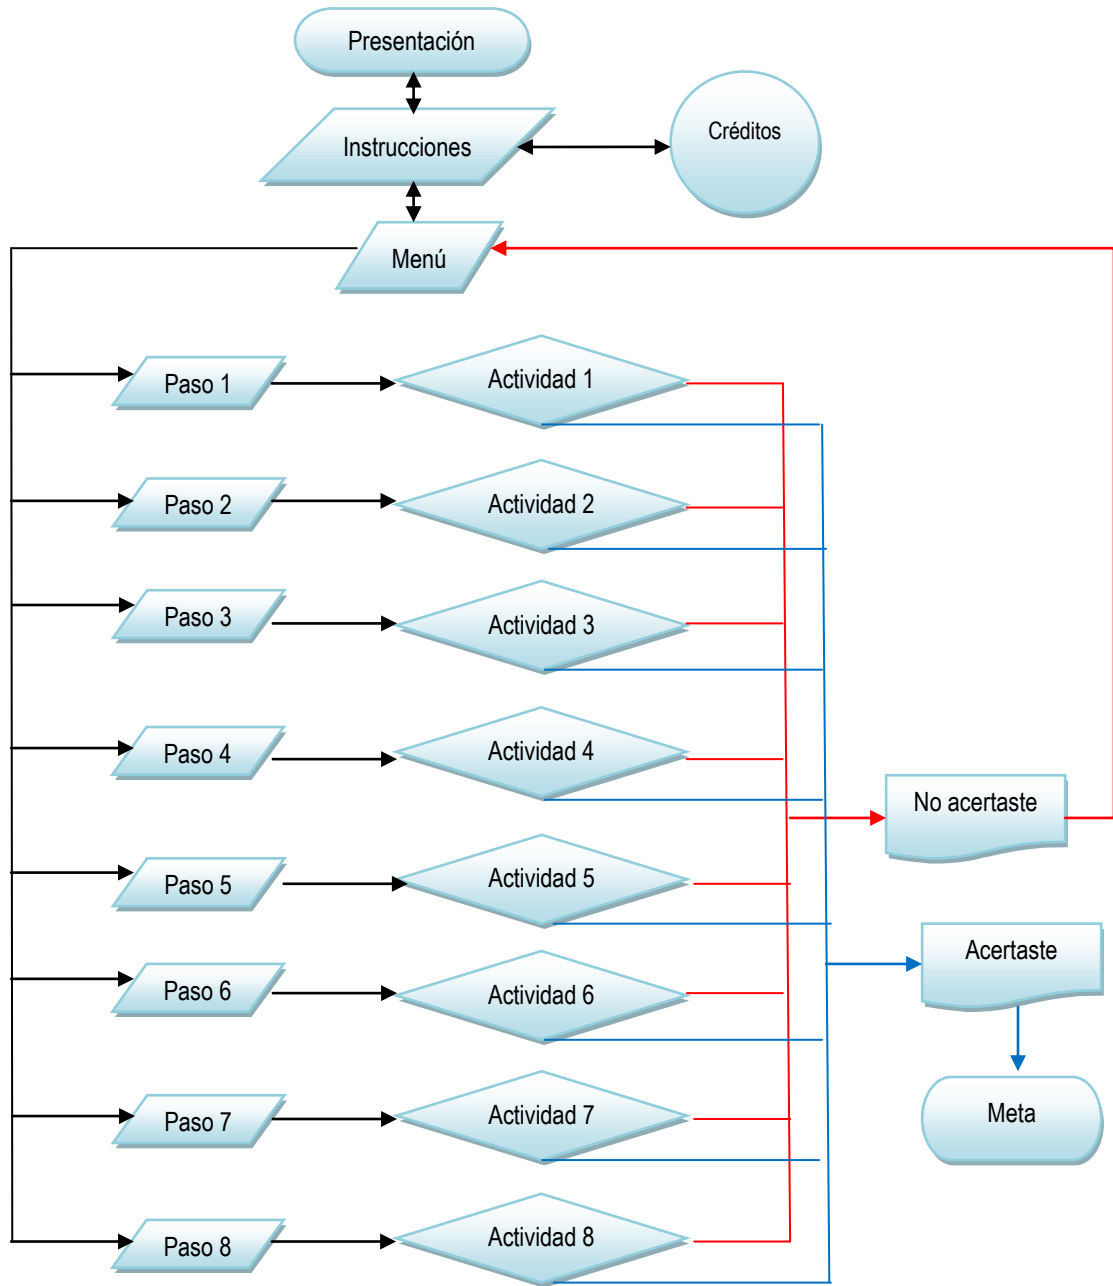 Presentación
Créditos
Instrucciones
Menú
Paso 1
Actividad 1
Paso 2
Actividad 2
Paso 3
Actividad 3
Paso 4
Actividad 4
No acertaste
Paso 5
Actividad 5
Acertaste
Paso 6
Actividad 6
Paso 7
Actividad 7
Meta
Paso 8
Actividad 8